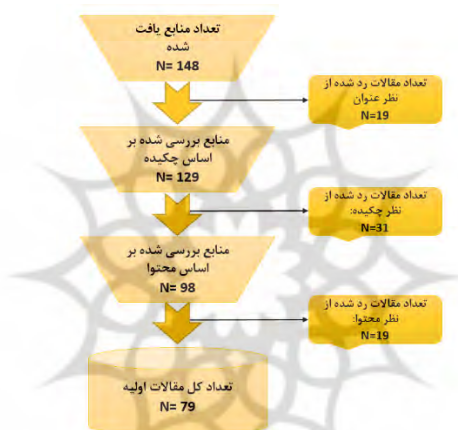 تعداد منابع یافت
شده
N= 148
تعداد مقالات رد شده از
نظر عنوان
N=19
منابع بررسی شده بر
اساس چکیده
N= 129
تعداد مقالات رد شده از
نظر چکیده:
N=31
منابع بررسی شده بر
اساس محتوا
N= 98
تعداد مقالات رد شده از
نظر محتوا:
N=19
تعداد کل مقالات اولیه
N= 79